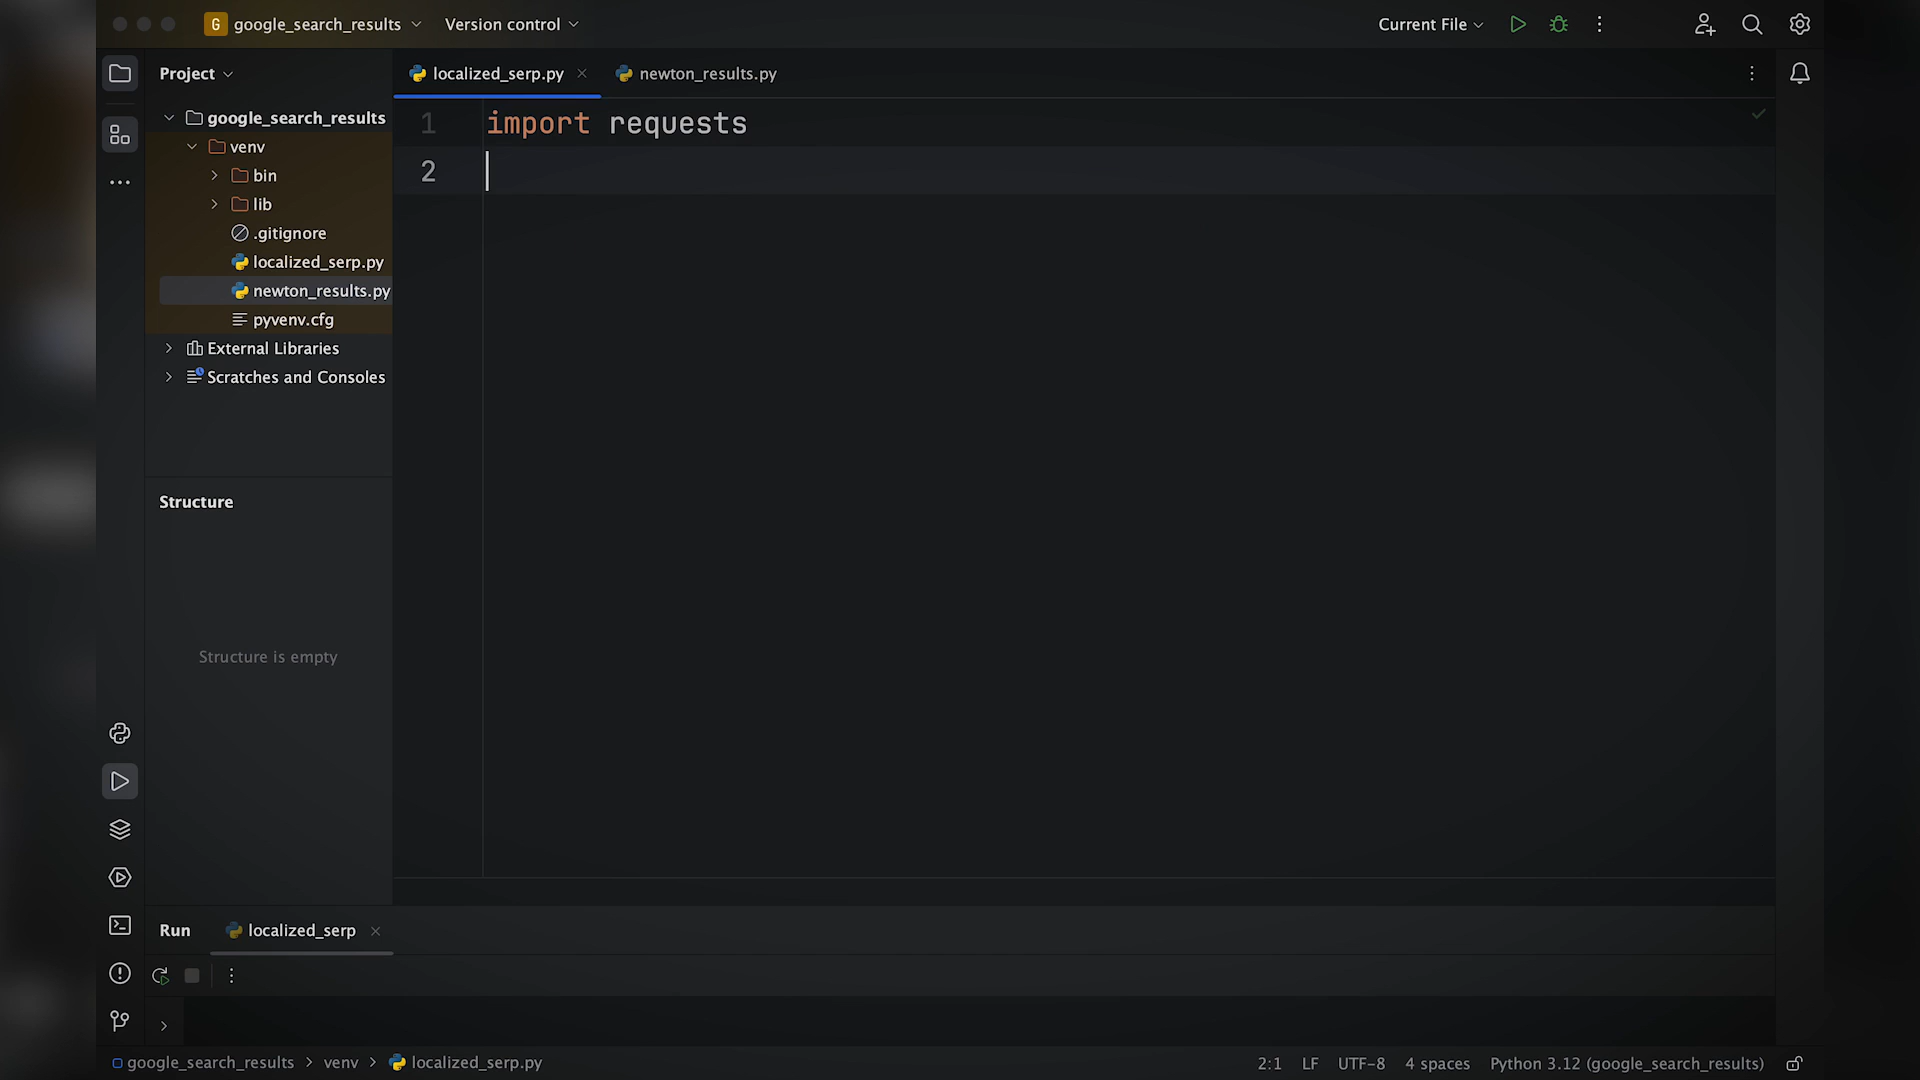 G google_search_results Version control Current File
Project
localized_serp.py newton_results.py
google_search_results
venv
bin
lib
.gitignore
localized_serp.py
newton_results.py
pyvenv.cfg
External Libraries
Scratches and Consoles
1 import requests
2
Structure
Structure is empty
Run localized_serp
google_search_results > venv > localized_serp.py 2:1 LF UTF-8 4 spaces Python 3.12 (google_search_results)